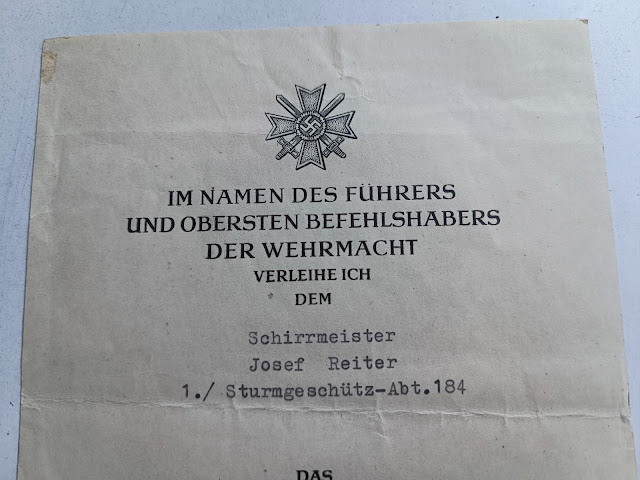 IM NAMEN DES FÜHRERS
UND OBERSTEN BEFEHLSHABERS
DER WEHRMACHT
VERLEIHE ICH
DEM
Schirrmeister
Josef Reiter
1./ Sturmgeschütz-Abt.184
DAS